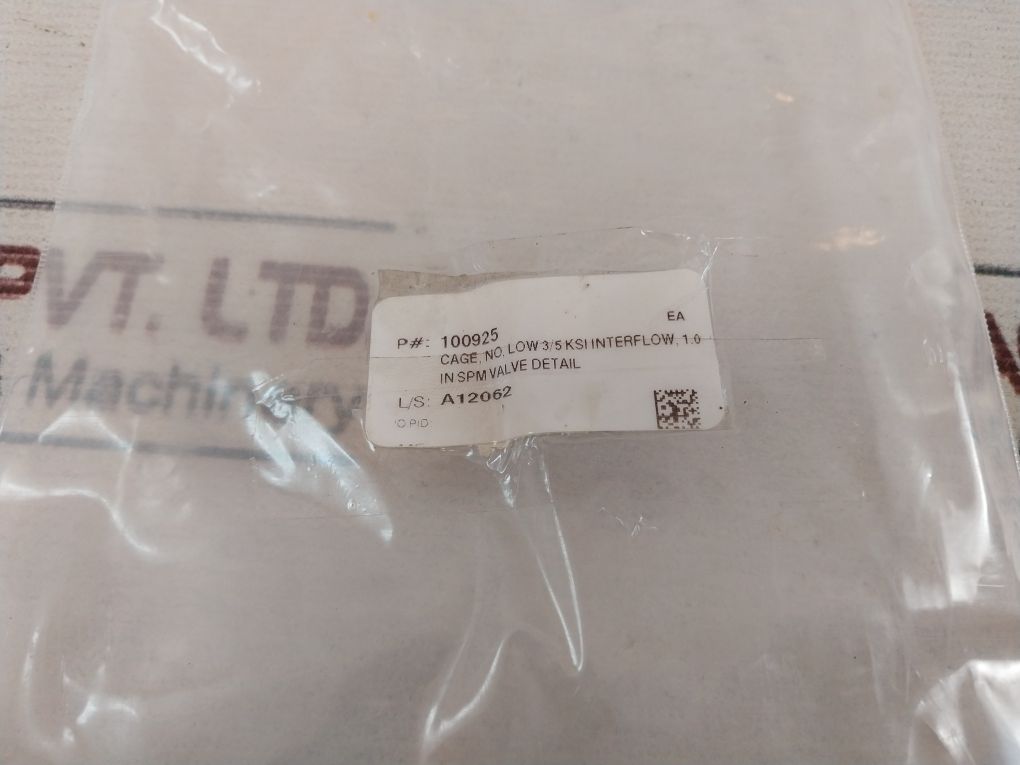 PVT. LTD
Machinery
EA
P#: 100925
CAGE, NO. LOW 3/5 KSI INTERFLOW, 1.0
IN SPM VALVE DETAIL
L/S: A12062